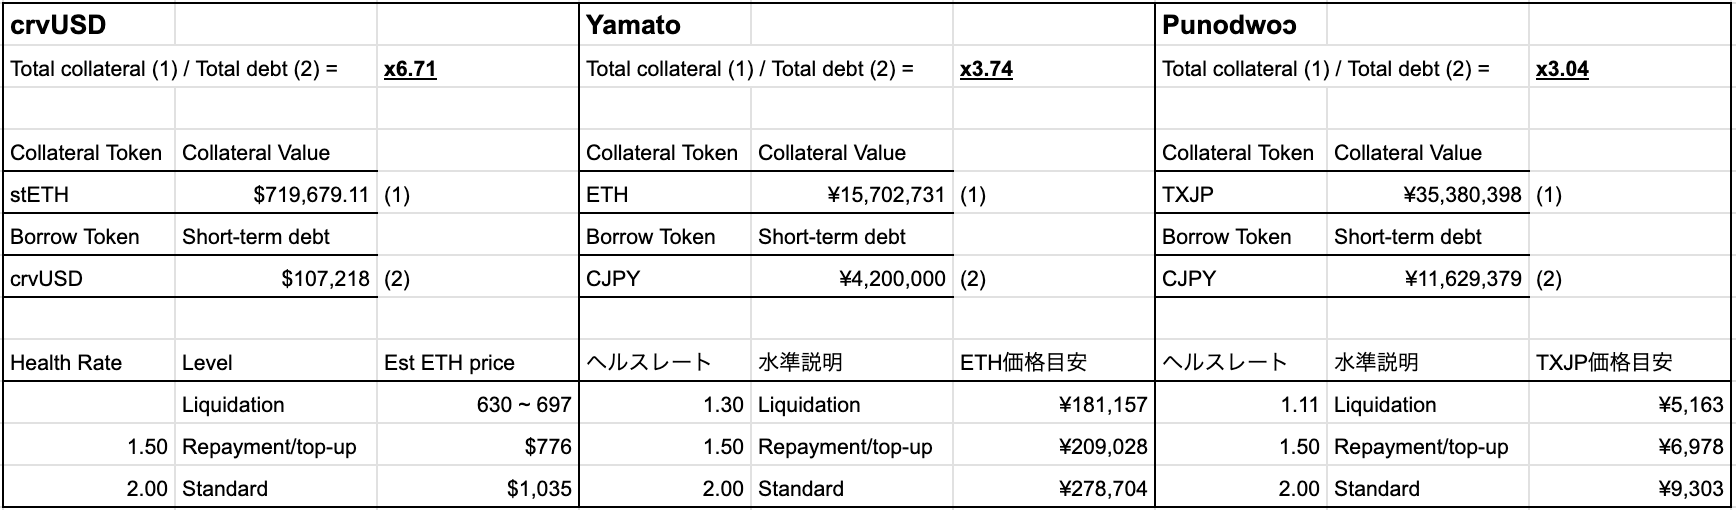 crvUSD Yamato Punodwoɔ
Total collateral (1) / Total debt (2) = x6.71 Total collateral (1) / Total debt (2) = x3.74 Total collateral (1) / Total debt (2) = x3.04
Collateral Token Collateral Value Collateral Token Collateral Value Collateral Token Collateral Value
stETH $719,679.11 (1) ETH ¥15,702,731 (1) TXJP ¥35,380,398 (1)
Borrow Token Short-term debt Borrow Token Short-term debt Borrow Token Short-term debt
crvUSD $107,218 (2) CJPY ¥4,200,000 (2) CJPY ¥11,629,379 (2)
Health Rate Level Est ETH price ヘルスレート 水準説明 ETH価格目安 ヘルスレート 水準説明 TXJP価格目安
Liquidation 630 ~ 697 1.30 Liquidation ¥181,157 1.11 Liquidation ¥5,163
1.50 Repayment/top-up $776 1.50 Repayment/top-up ¥209,028 1.50 Repayment/top-up ¥6,978
2.00 Standard $1,035 2.00 Standard ¥278,704 2.00 Standard ¥9,303